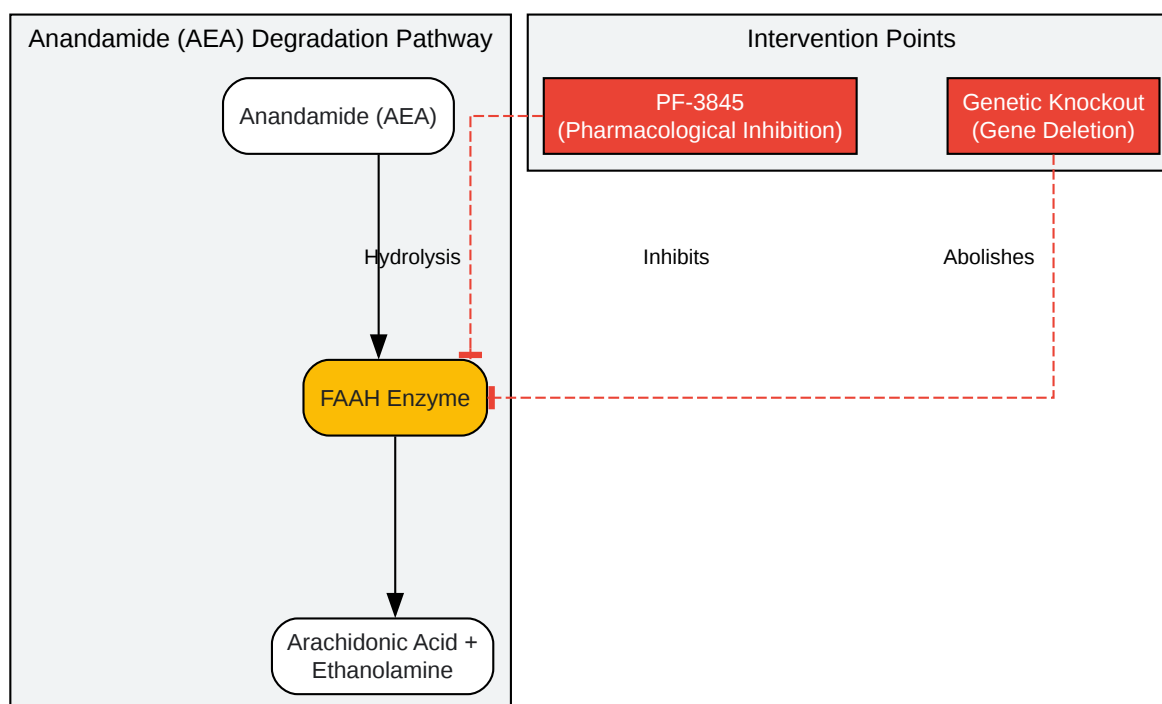 Anandamide (AEA) Degradation Pathway
Intervention Points
Anandamide (AEA)
PF-3845
(Pharmacological Inhibition)
Genetic Knockout
(Gene Deletion)
Hydrolysis
Inhibits
Abolishes
FAAH Enzyme
Arachidonic Acid +
Ethanolamine